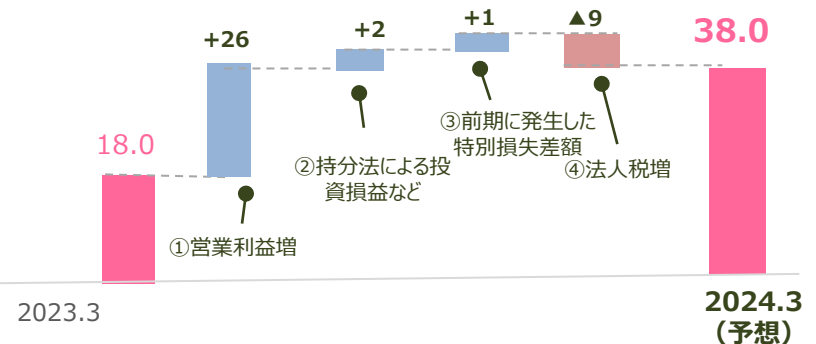 +26
+2
+1
▲9
38.0
18.0
③前期に発生した
特別損失差額
②持分法による投
資損益など
④法人税増
①営業利益増
2023.3
2024.3
（予想）